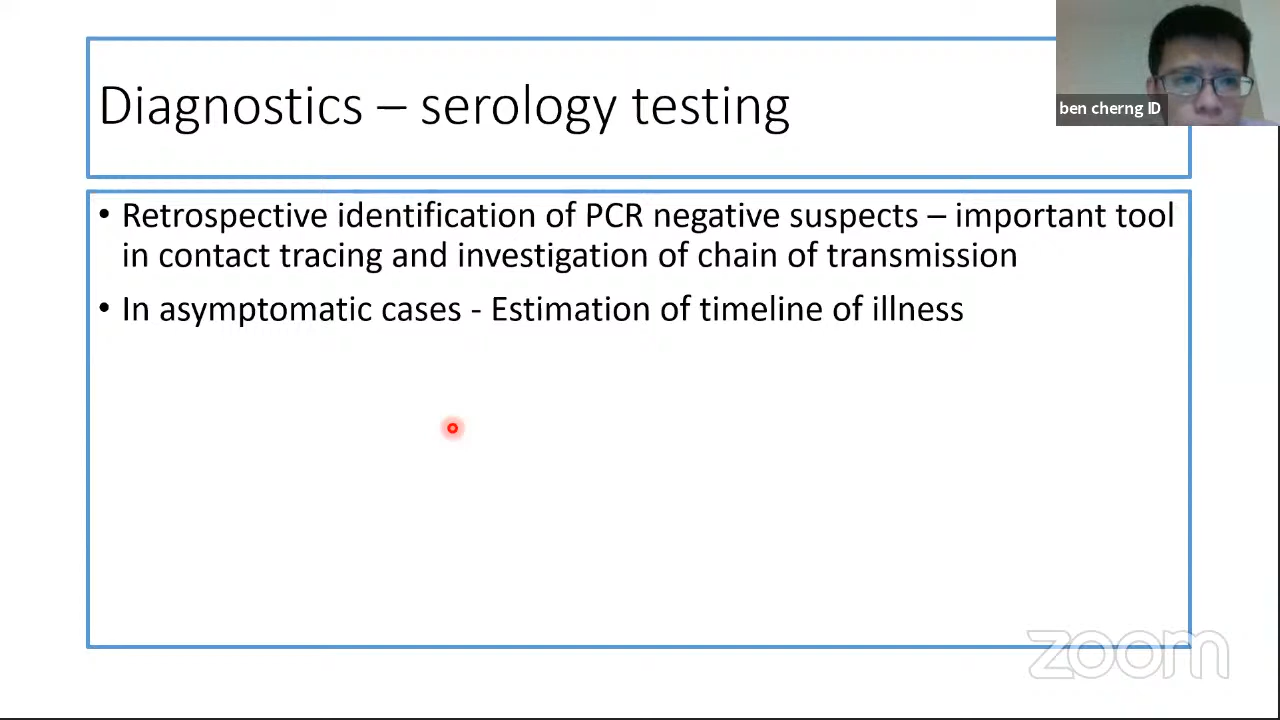 Diagnostics – serology testing
ben cherng ID
• Retrospective identification of PCR negative suspects – important tool
in contact tracing and investigation of chain of transmission
• In asymptomatic cases - Estimation of timeline of illness
zoom